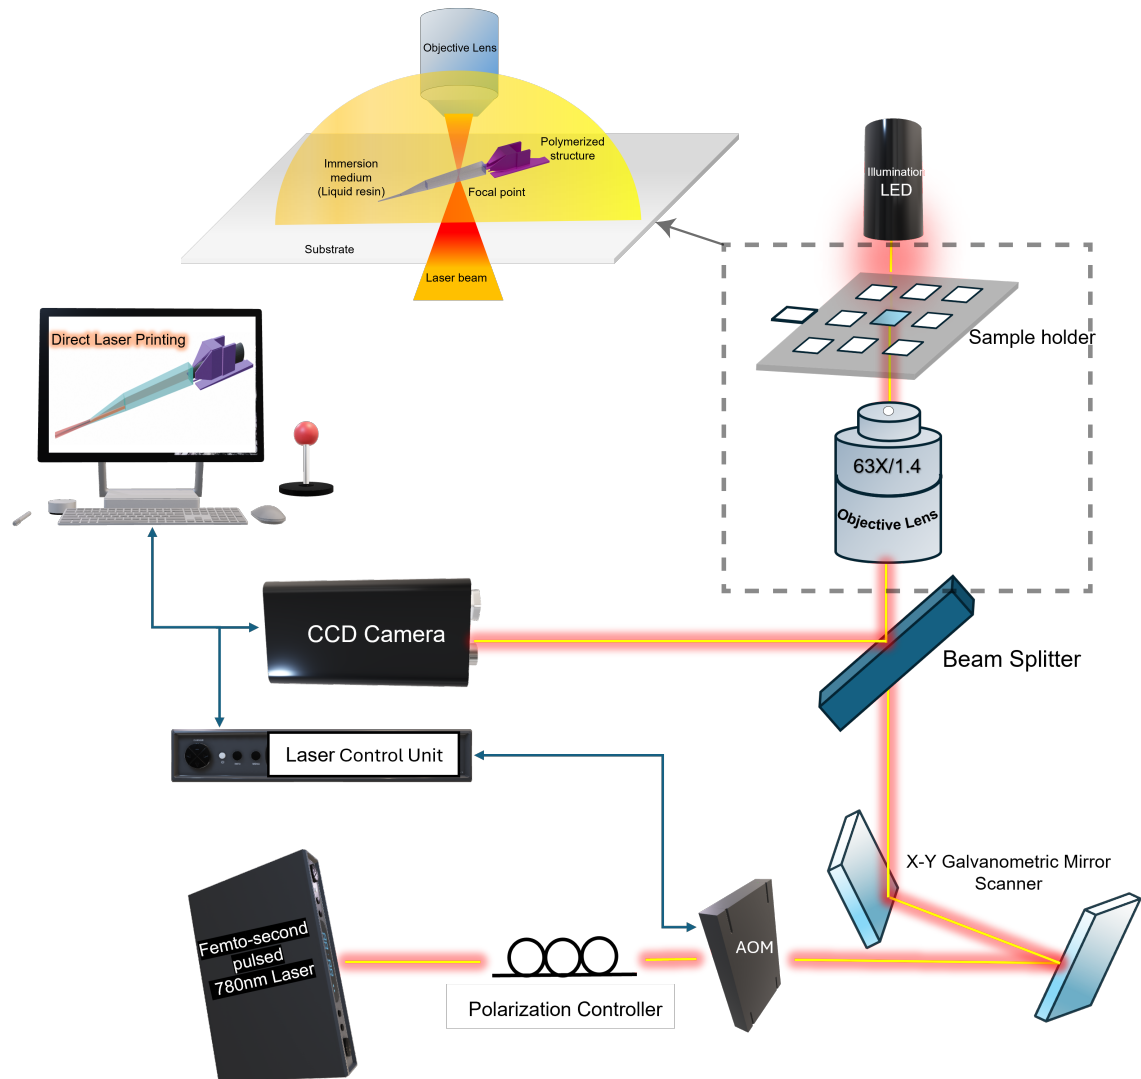 Objective Lens
Immersion
medium
(Liquid resin)
Polymerized
structure
Focal point
Substrate
Laser beam
Illumination
LED
Sample holder
63X/1.4
Objective Lens
Direct Laser Printing
CCD Camera
Beam Splitter
Laser Control Unit
X-Y Galvanometric Mirror
Scanner
Femto-second
pulsed
780nm Laser
AOM
Polarization Controller